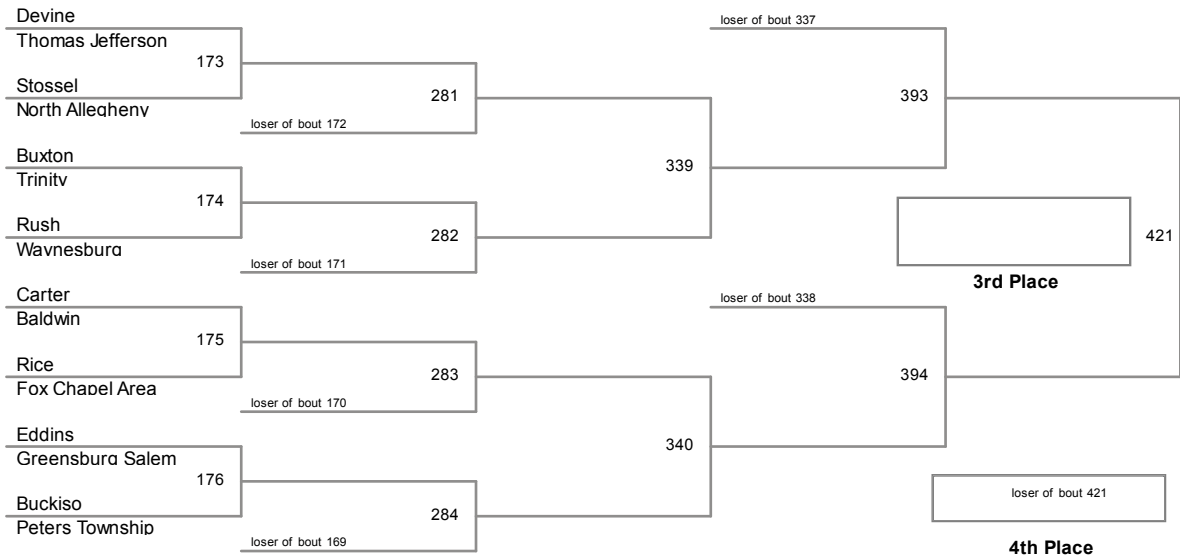 Devine
Thomas Jefferson
173
Stossel
North Allegheny
281
loser of bout 172
Buxton
Trinity
174
Rush
Waynesburg
282
loser of bout 171
339
loser of bout 337
393
Carter
Baldwin
175
Rice
Fox Chapel Area
283
loser of bout 170
Eddins
Greensburg Salem
176
Buckiso
Peters Township
284
loser of bout 169
340
loser of bout 338
394
421
3rd Place
loser of bout 421
4th Place